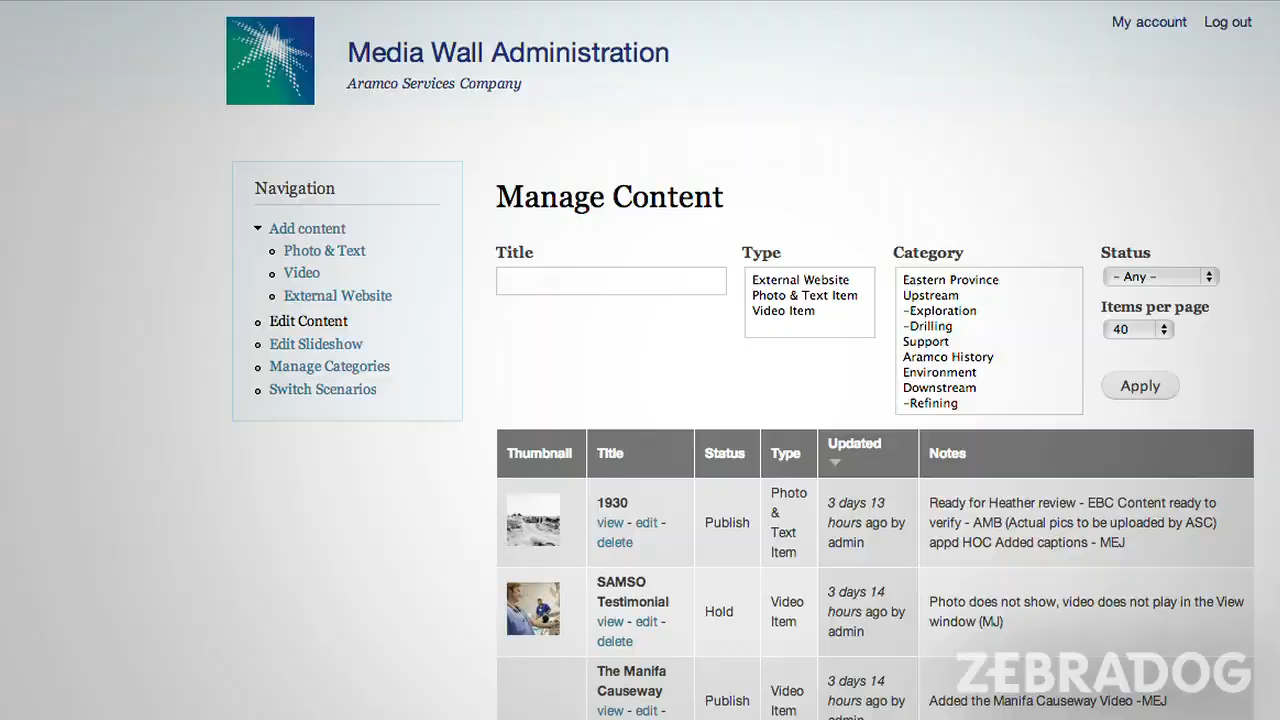 My account Log out
Media Wall Administration
Aramco Services Company
Navigation
Add content
Photo & Text
Video
External Website
Edit Content
Edit Slideshow
Manage Categories
Switch Scenarios
Manage Content
Title
Type
External Website
Photo & Text Item
Video Item
Category
Eastern Province
Upstream
-Exploration
-Drilling
Support
Aramco History
Environment
Downstream
-Refining
Status
- Any -
Items per page
40
Apply
Thumbnail Title Status Type Updated Notes
1930
view - edit -
delete
Publish
Photo
&
Text
Item
3 days 13
hours ago by
admin
Ready for Heather review - EBC Content ready to
verify - AMB (Actual pics to be uploaded by ASC)
appd HOC Added captions - MEJ
SAMSO
Testimonial
view - edit -
delete
Hold
Video
Item
3 days 14
hours ago by
admin
Photo does not show, video does not play in the View
window (MJ)
The Manifa
Causeway
view - edit -
Publish
Video
Item
3 days 14
hours ago by
admin
Added the Manifa Causeway Video -MEJ
ZEBRADOG